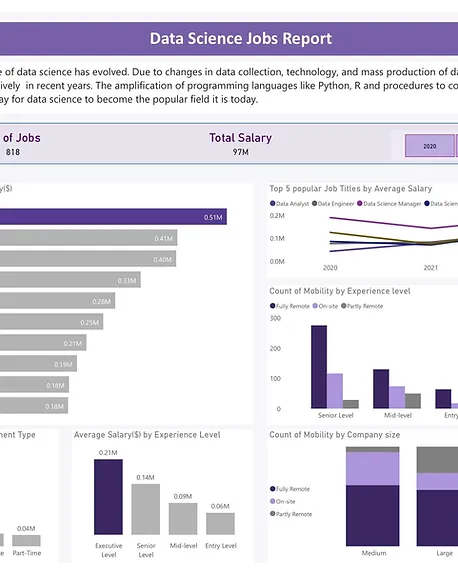 Data Science Jobs Report
e of data science has evolved. Due to changes in data collection, technology, and mass production of da
tively in recent years. The amplification of programming languages like Python, R and procedures to co
ay for data science to become the popular field it is today.
of Jobs
818
Total Salary
97M
2020
y($)
0.51M
0.41M
0.40M
0.33M
0.28M
0.25M
0.21M
0.19M
0.18M
0.18M
Top 5 popular Job Titles by Average Salary
Data Analyst Data Engineer Data Science Manager Data Scien
0.2M
0.1M
0.0M
2020 2021
Count of Mobility by Experience level
Fully Remote On-site Partly Remote
300
200
100
0
Senior Level Mid-level Entry
ment Type
0.04M
e Part-Time
Average Salary($) by Experience Level
0.21M
0.14M
0.09M
0.06M
Executive Level Senior Level Mid-level Entry Level
Count of Mobility by Company size
Fully Remote
On-site
Partly Remote
Medium Large